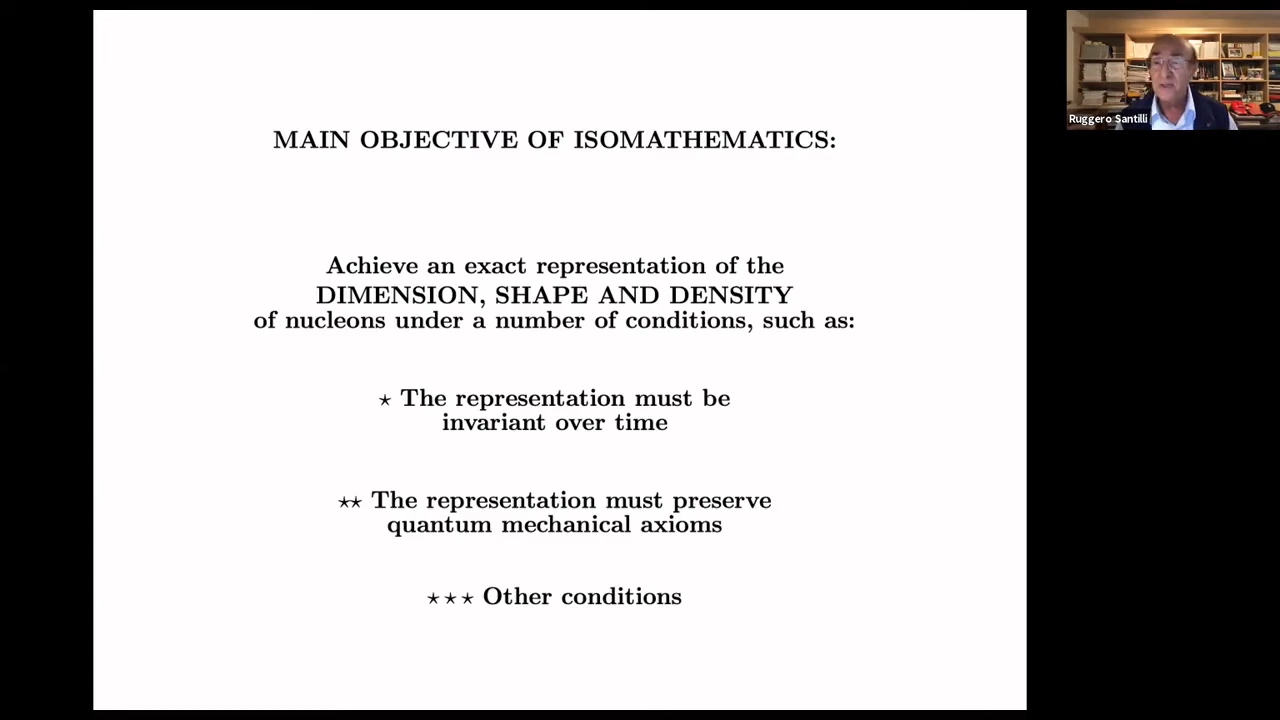 MAIN OBJECTIVE OF ISOMATHEMATICS:
Achieve an exact representation of the
DIMENSION, SHAPE AND DENSITY
of nucleons under a number of conditions, such as:
⋆ The representation must be
invariant over time
⋆⋆ The representation must preserve
quantum mechanical axioms
⋆⋆⋆ Other conditions
Ruggero Santilli